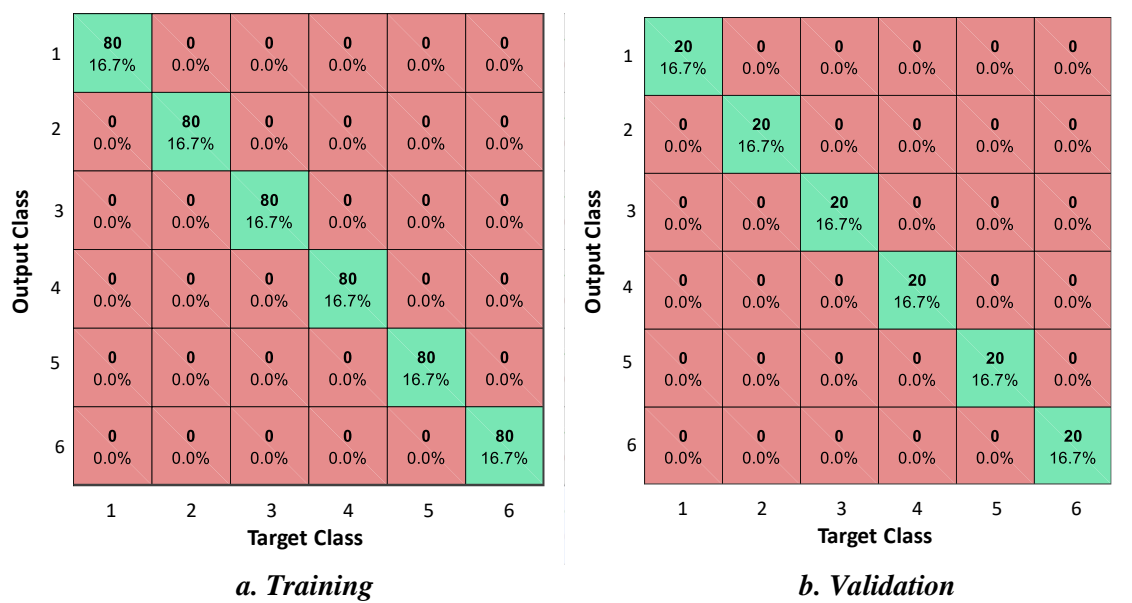 1 80 0 0 0 0 0
16.7% 0.0% 0.0% 0.0% 0.0% 0.0%
2 0 80 0 0 0 0
0.0% 16.7% 0.0% 0.0% 0.0% 0.0%
3 0 0 80 0 0 0
0.0% 0.0% 16.7% 0.0% 0.0% 0.0%
4 0 0 0 80 0 0
0.0% 0.0% 0.0% 16.7% 0.0% 0.0%
5 0 0 0 0 80 0
0.0% 0.0% 0.0% 0.0% 16.7% 0.0%
6 0 0 0 0 0 80
0.0% 0.0% 0.0% 0.0% 0.0% 16.7%
Output Class
1 2 3 4 5 6
Target Class
a. Training
1 20 0 0 0 0 0
16.7% 0.0% 0.0% 0.0% 0.0% 0.0%
2 0 20 0 0 0 0
0.0% 16.7% 0.0% 0.0% 0.0% 0.0%
3 0 0 20 0 0 0
0.0% 0.0% 16.7% 0.0% 0.0% 0.0%
4 0 0 0 20 0 0
0.0% 0.0% 0.0% 16.7% 0.0% 0.0%
5 0 0 0 0 20 0
0.0% 0.0% 0.0% 0.0% 16.7% 0.0%
6 0 0 0 0 0 20
0.0% 0.0% 0.0% 0.0% 0.0% 16.7%
Output Class
1 2 3 4 5 6
Target Class
b. Validation